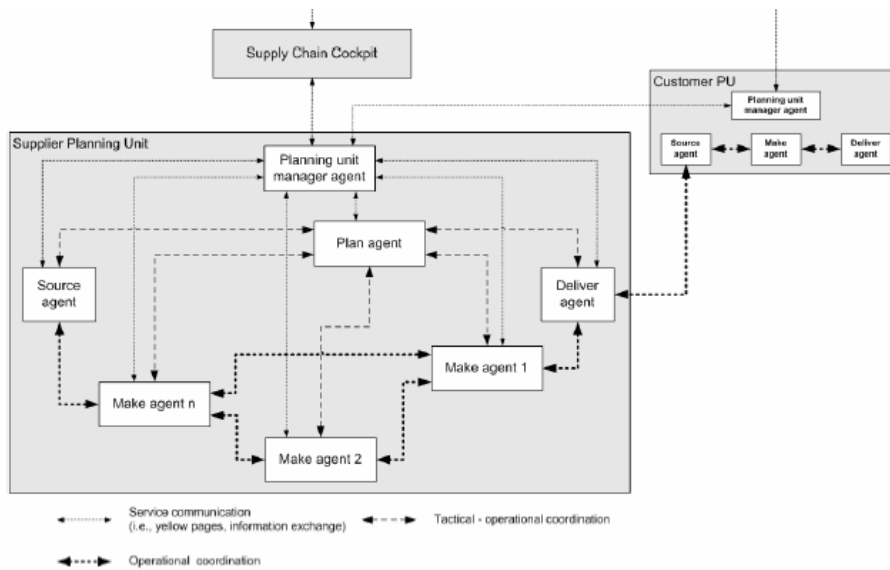 Supply Chain Cockpit
Customer PU
Planning unit
manager agent
Source
agent
Make
agent
Deliver
agent
Supplier Planning Unit
Planning unit
manager agent
Plan agent
Source
agent
Deliver
agent
Make agent 1
Make agent n
Make agent 2
Service communication
(i.e., yellow pages, information exchange)
Tactical - operational coordination
Operational coordination